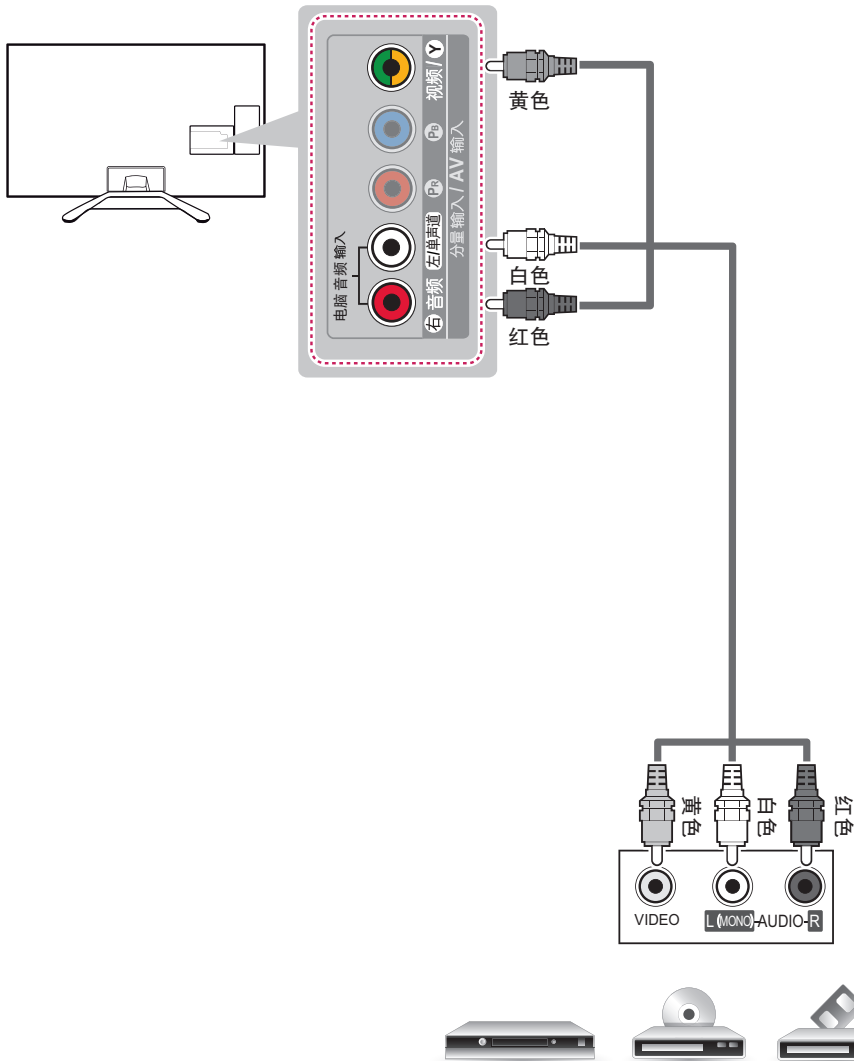 视频/ Y
PB
PR
左/单声道
音频
右
分量输入 / AV 输入
电脑 音频 输入
黄色
白色
红色
黄色
白色
红色
VIDEO
L(MONO)-AUDIO-R